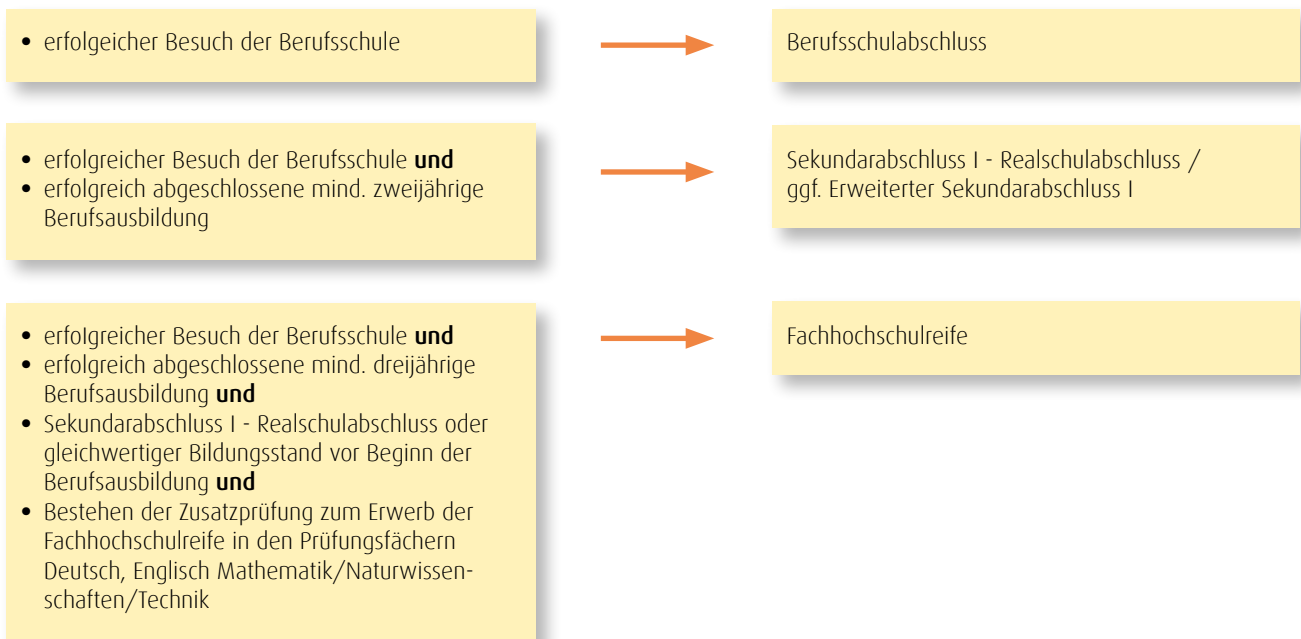 • erfolgeicher Besuch der Berufsschule
Berufsschulabschluss
• erfolgreicher Besuch der Berufsschule und
• erfolgreich abgeschlossene mind. zweijährige
Berufsausbildung
Sekundarabschluss I - Realschulabschluss /
ggf. Erweiterter Sekundarabschluss I
• erfolgreicher Besuch der Berufsschule und
• erfolgreich abgeschlossene mind. dreijährige
Berufsausbildung und
• Sekundarabschluss I - Realschulabschluss oder
gleichwertiger Bildungsstand vor Beginn der
Berufsausbildung und
• Bestehen der Zusatzprüfung zum Erwerb der
Fachhochschulreife in den Prüfungsfächern
Deutsch, Englisch Mathematik/Naturwissen-
schaften/Technik
Fachhochschulreife